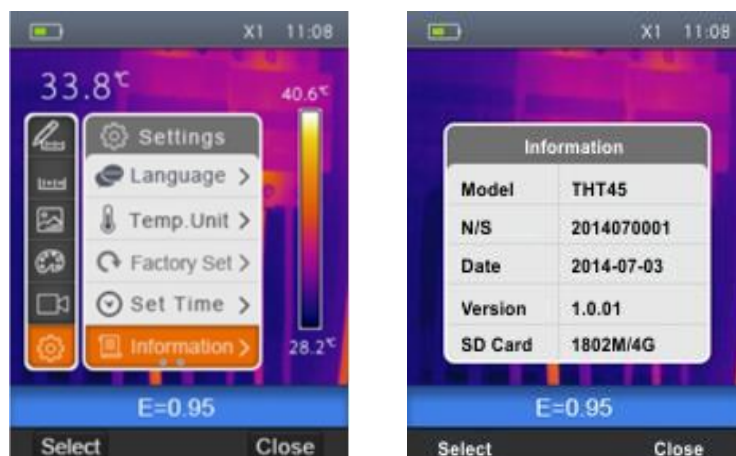 X1 11:08
33.8℃
40.6℃
Settings
Language >
Temp.Unit >
Factory Set >
Set Time >
Information >
28.2℃
E=0.95
Select Close
X1 11:08
Information
Model THT45
N/S 2014070001
Date 2014-07-03
Version 1.0.01
SD Card 1802M/4G
E=0.95
Select Close